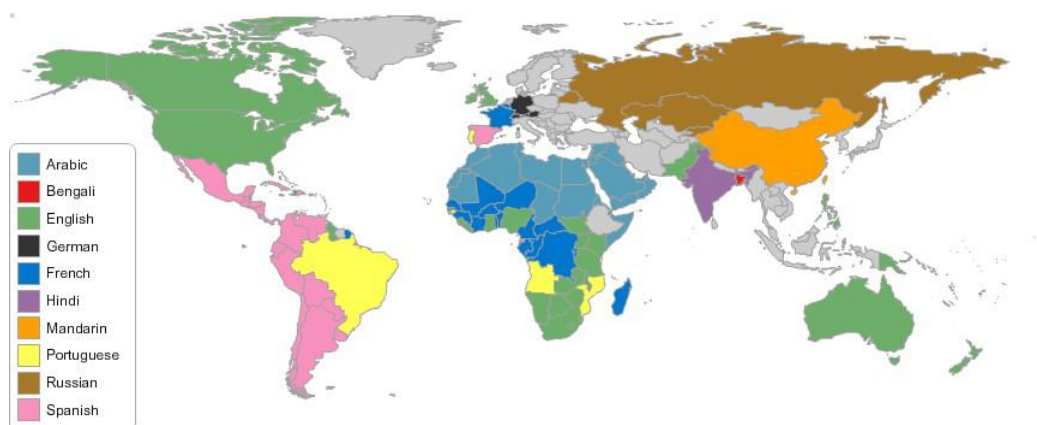 Arabic
Bengali
English
German
French
Hindi
Mandarin
Portuguese
Russian
Spanish